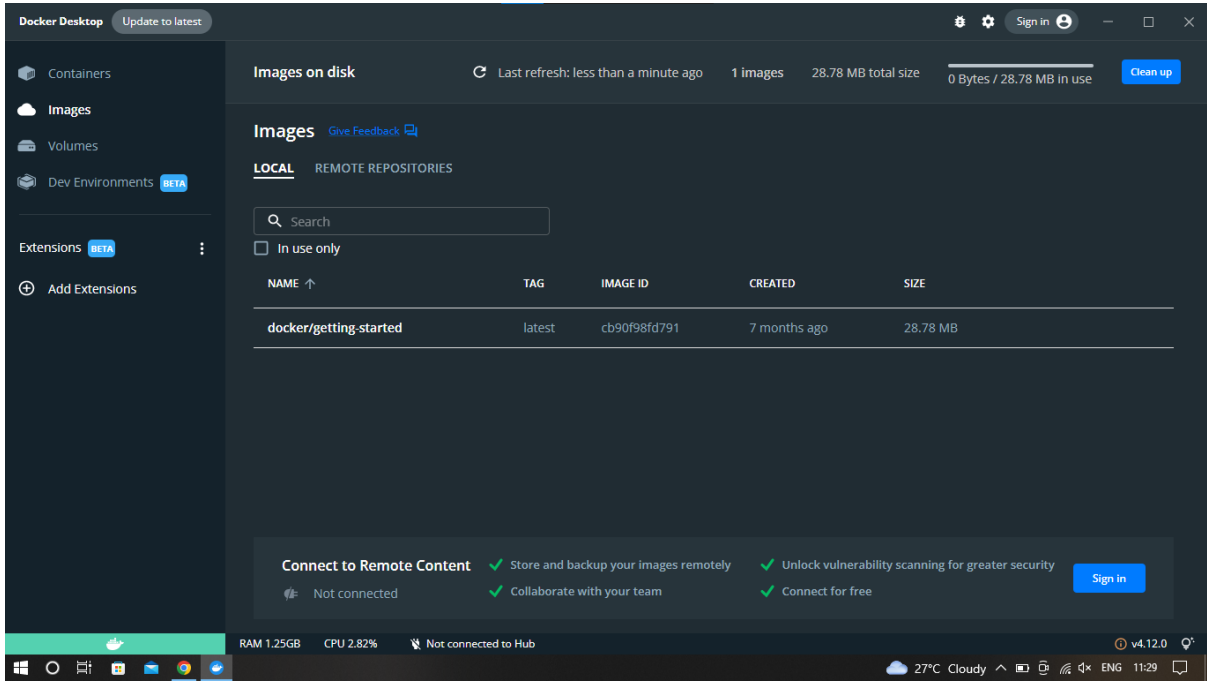 Docker Desktop Update to latest Sign in
Containers
Images
Volumes
Dev Environments BETA
Extensions BETA
Add Extensions
Images on disk Last refresh: less than a minute ago 1 images 28.78 MB total size 0 Bytes / 28.78 MB in use Clean up
Images Give Feedback
LOCAL REMOTE REPOSITORIES
Search
In use only
NAME TAG IMAGE ID CREATED SIZE
docker/getting-started latest cb90f98fd791 7 months ago 28.78 MB
Connect to Remote Content
Not connected
Store and backup your images remotely
Collaborate with your team
Unlock vulnerability scanning for greater security
Connect for free
Sign in
RAM 1.25GB CPU 2.82% Not connected to Hub v4.12.0
27°C Cloudy ENG 11:29